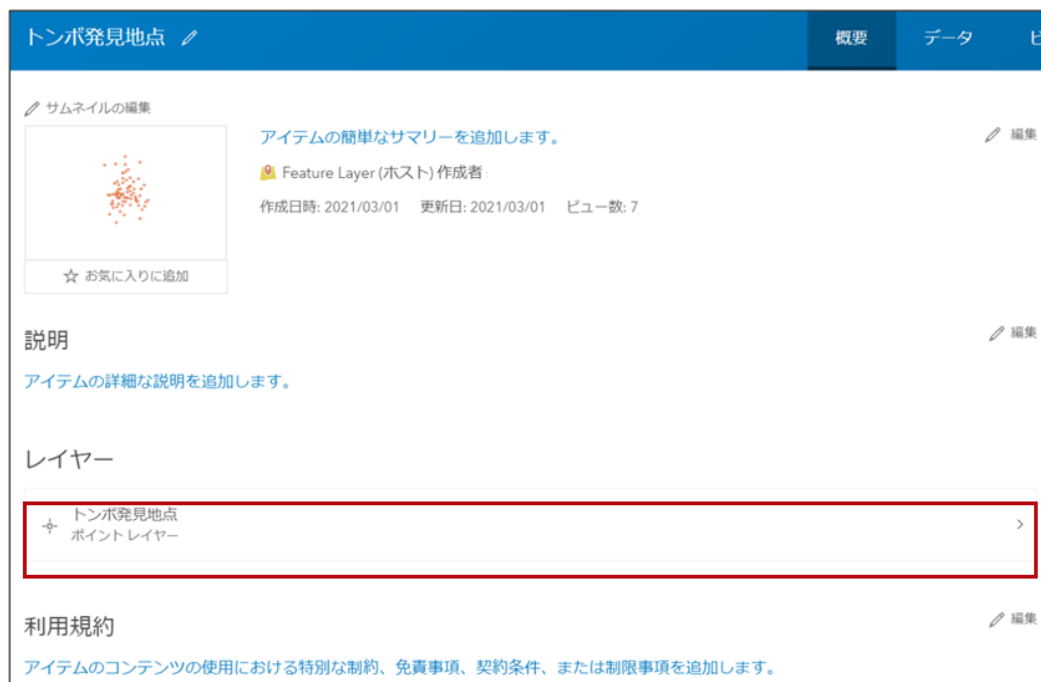 トンボ発見地点
概要
データ
サムネイルの編集
アイテムの簡単なサマリーを追加します。
編集
Feature Layer (ホスト) 作成者
作成日時: 2021/03/01 更新日: 2021/03/01 ビュー数: 7
お気に入りに追加
説明
編集
アイテムの詳細な説明を追加します。
レイヤー
トンボ発見地点
ポイント レイヤー
利用規約
編集
アイテムのコンテンツの使用における特別な制約、免責事項、契約条件、または制限事項を追加します。